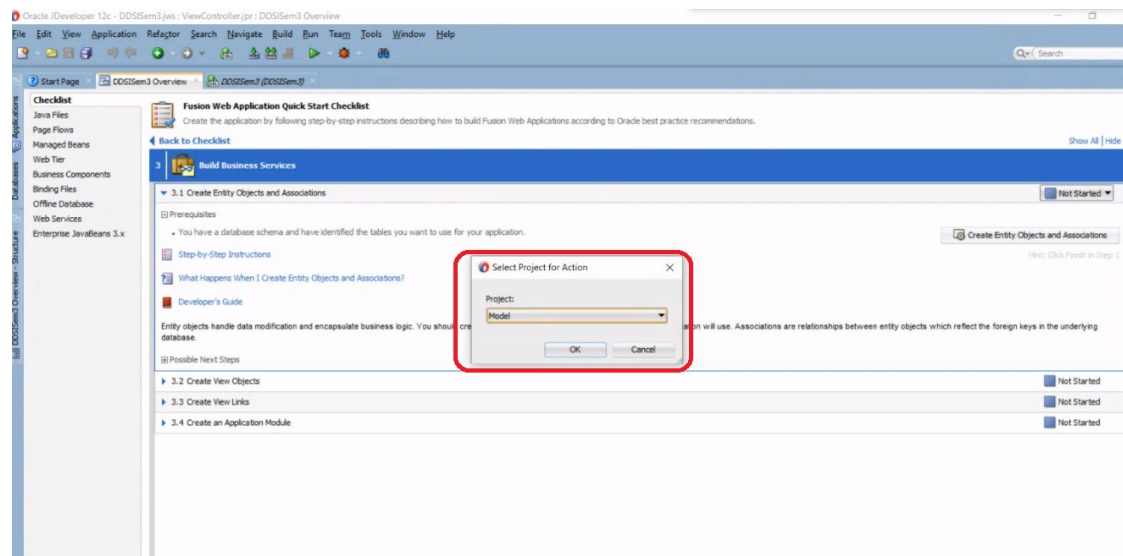 Oracle JDeveloper 12c - DDSISem3.jws : ViewController.jpr : DDSISem3 Overview
File Edit View Application Refactor Search Navigate Build Run Team Tools Window Help
Search
Start Page DDSISem3 Overview DDSISem3 (DDSISem3)
Applications
Databases
DDSISem3 Overview - Structure
Checklist
Java Files
Page Flows
Managed Beans
Web Tier
Business Components
Binding Files
Offline Database
Web Services
Enterprise JavaBeans 3.x
Fusion Web Application Quick Start Checklist
Create the application by following step-by-step instructions describing how to build Fusion Web Applications according to Oracle best practice recommendations.
Back to Checklist Show All | Hide
3 Build Business Services
3.1 Create Entity Objects and Associations Not Started
Prerequisites
• You have a database schema and have identified the tables you want to use for your application.
Create Entity Objects and Associations
Step-by-Step Instructions
Hint: Click Finish in Step 1
What Happens When I Create Entity Objects and Associations?
Developer's Guide
Entity objects handle data modification and encapsulate business logic. You should cre ation will use. Associations are relationships between entity objects which reflect the foreign keys in the underlying
database.
Possible Next Steps
Select Project for Action
Project:
Model
OK Cancel
3.2 Create View Objects Not Started
3.3 Create View Links Not Started
3.4 Create an Application Module Not Started